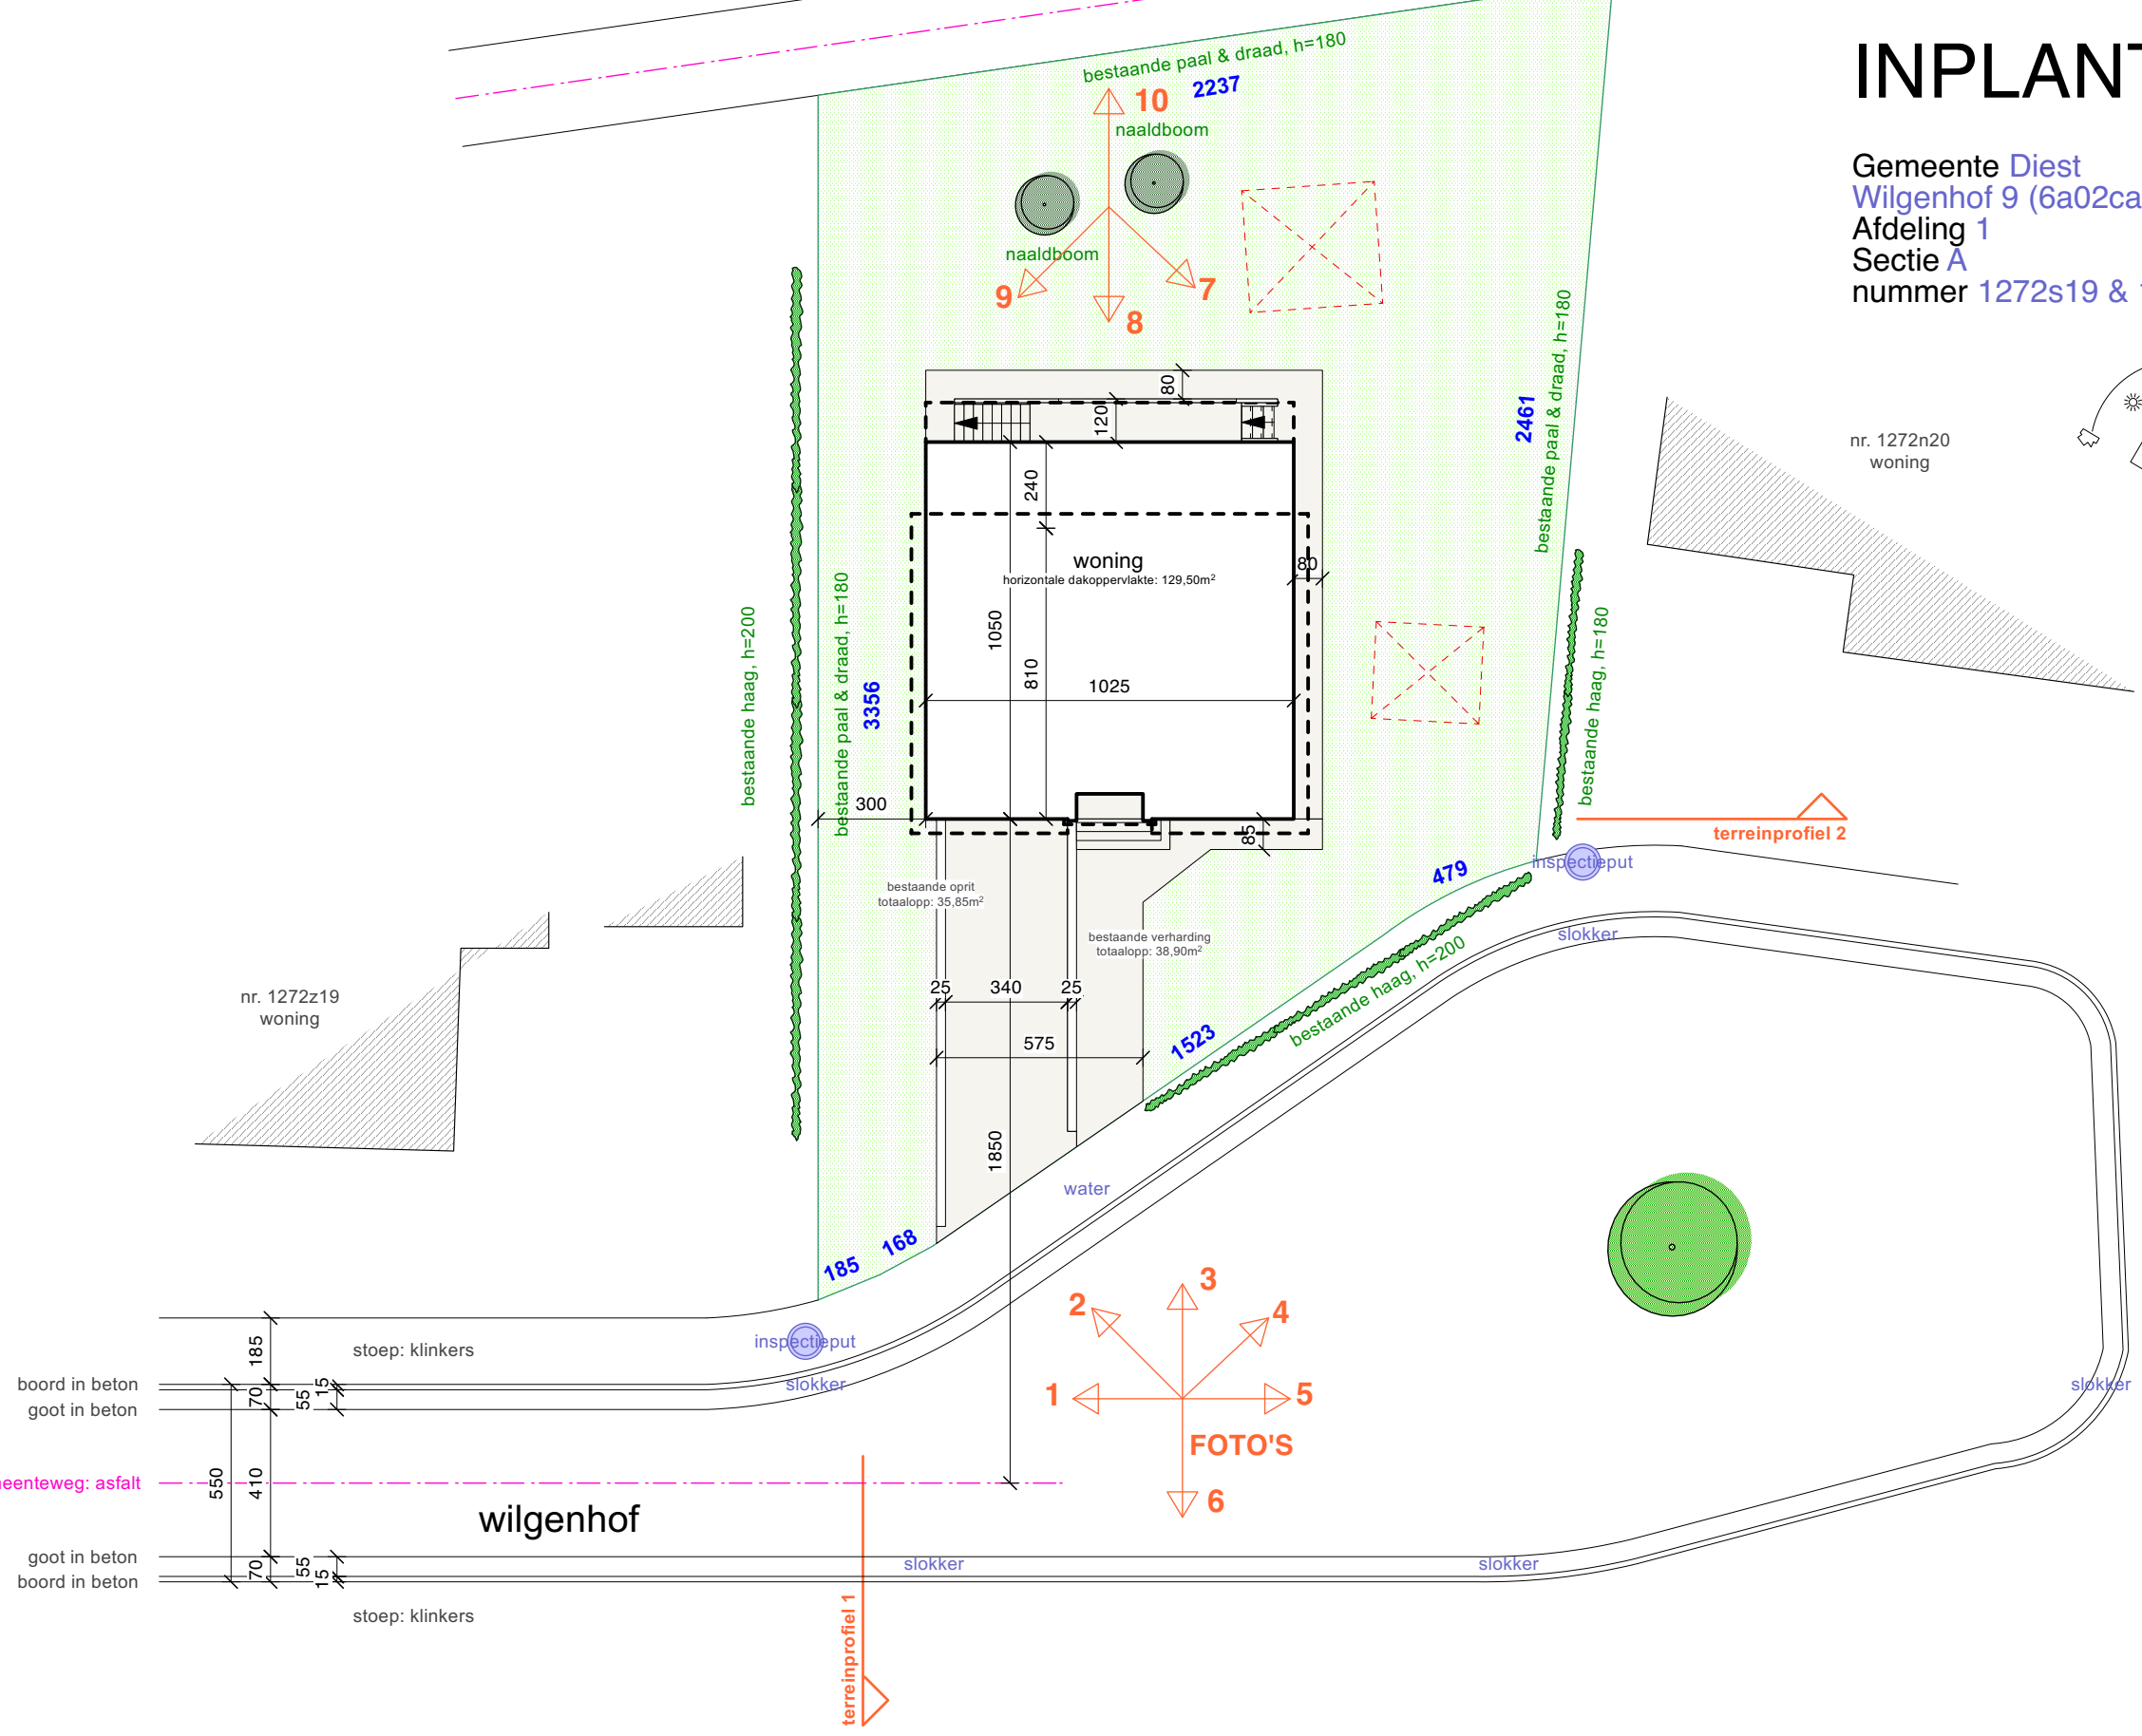 INPLANT
Gemeente Diest
Wilgenhof 9 (6a02ca
Afdeling 1
Sectie A
nummer 1272s19 &
bestaande paal & draad, h=180
2237
10
naaldboom
naaldboom
9
7
8
80
120
240
woning
horizontale dakoppervlakte: 129,50m²
80
1050
810
1025
300
85
bestaande haag, h=200
bestaande paal & draad, h=180
3356
2461
bestaande paal & draad, h=180
bestaande haag, h=180
nr. 1272n20
woning
terreinprofiel 2
inspectieput
slokker
479
bestaande oprit
totaalopp: 35,85m²
bestaande verharding
totaalopp: 38,90m²
bestaande haag, h=200
nr. 1272z19
woning
25
340
25
575
1523
1850
water
168
185
3
2
4
1
5
FOTO'S
6
inspectieput
slokker
slokker
185
stoep: klinkers
boord in beton
70
55
15
goot in beton
eenteweg: asfalt
550
410
wilgenhof
goot in beton
70
55
15
boord in beton
slokker
slokker
stoep: klinkers
terreinprofiel 1